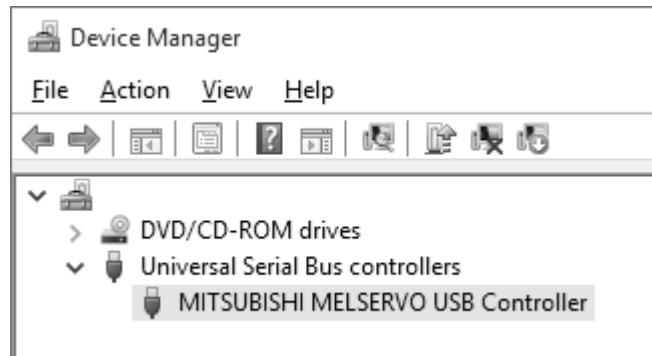 Device Manager
File Action View Help
DVD/CD-ROM drives
Universal Serial Bus controllers
MITSUBISHI MELSERVO USB Controller